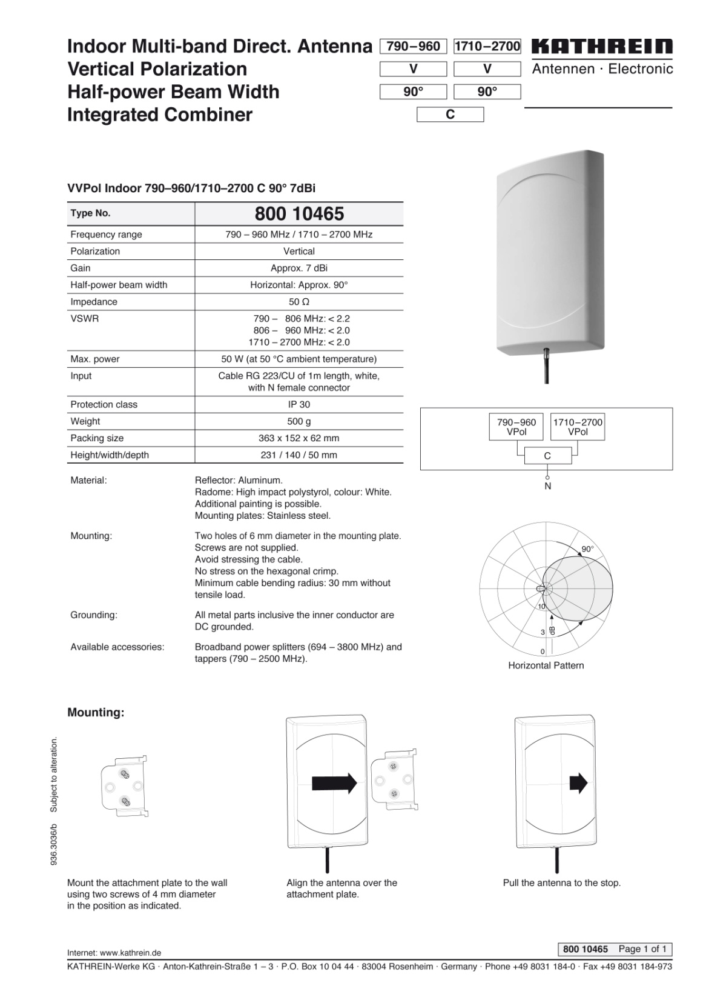 Indoor Multi-band Direct. Antenna
Vertical Polarization
Half-power Beam Width
Integrated Combiner
790–960 1710–2700
V V
90° 90°
C
KATHREIN
Antennen · Electronic
VVPol Indoor 790–960/1710–2700 C 90° 7dBi
Type No. 800 10465
Frequency range 790 – 960 MHz / 1710 – 2700 MHz
Polarization Vertical
Gain Approx. 7 dBi
Half-power beam width Horizontal: Approx. 90°
Impedance 50 Ω
VSWR 790 – 806 MHz: < 2.2
806 – 960 MHz: < 2.0
1710 – 2700 MHz: < 2.0
Max. power 50 W (at 50 °C ambient temperature)
Input Cable RG 223/CU of 1m length, white,
with N female connector
Protection class IP 30
Weight 500 g
Packing size 363 x 152 x 62 mm
Height/width/depth 231 / 140 / 50 mm
790–960
VPol
1710–2700
VPol
C
N
Material: Reflector: Aluminum.
Radome: High impact polystyrol, colour: White.
Additional painting is possible.
Mounting plates: Stainless steel.
Mounting: Two holes of 6 mm diameter in the mounting plate.
Screws are not supplied.
Avoid stressing the cable.
No stress on the hexagonal crimp.
Minimum cable bending radius: 30 mm without
tensile load.
Grounding: All metal parts inclusive the inner conductor are
DC grounded.
Available accessories: Broadband power splitters (694 – 3800 MHz) and
tappers (790 – 2500 MHz).
90°
10
3
dB
0
Horizontal Pattern
Mounting:
Mount the attachment plate to the wall
using two screws of 4 mm diameter
in the position as indicated.
Align the antenna over the
attachment plate.
Pull the antenna to the stop.
936.3036/b Subject to alteration.
Internet: www.kathrein.de
800 10465 Page 1 of 1
KATHREIN-Werke KG · Anton-Kathrein-Straße 1 – 3 · P.O. Box 10 04 44 · 83004 Rosenheim · Germany · Phone +49 8031 184-0 · Fax +49 8031 184-973